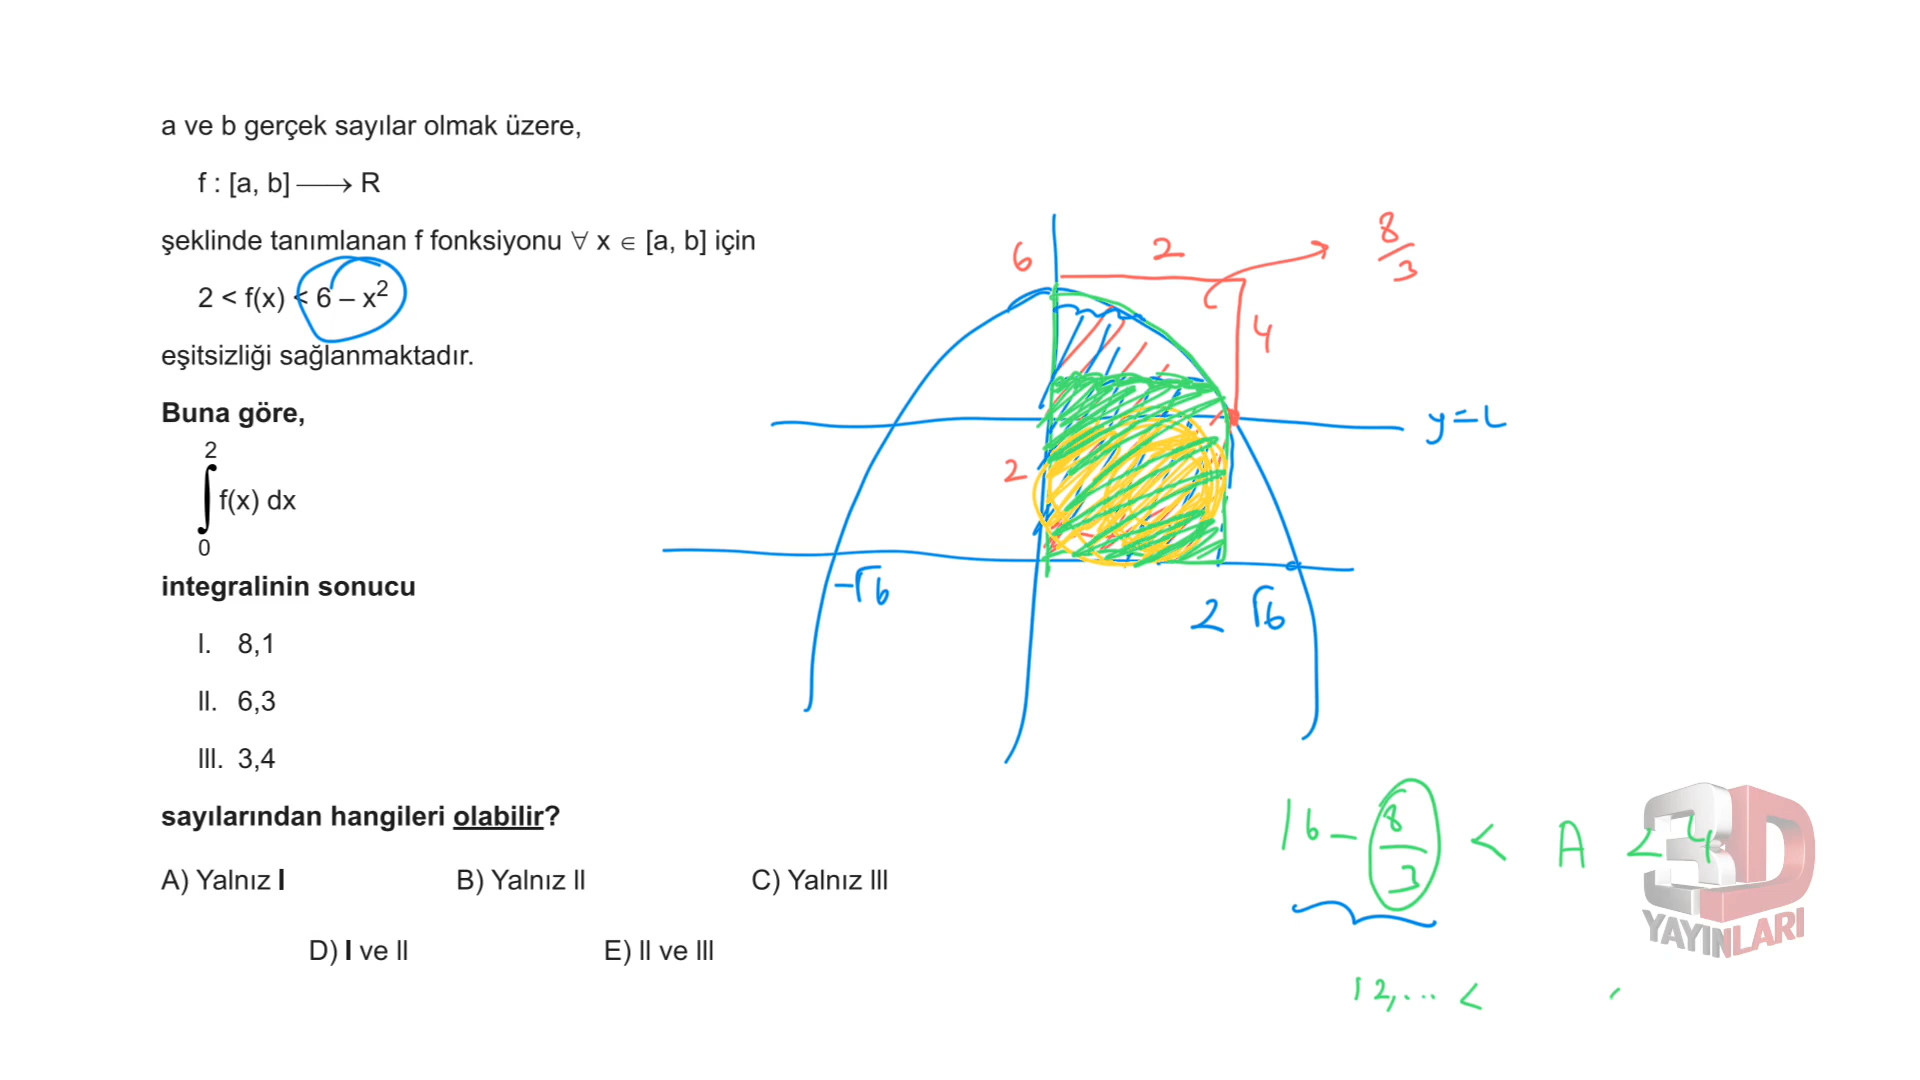 a ve b gerçek sayılar olmak üzere,
f : [a, b] ⟶ R
şeklinde tanımlanan f fonksiyonu ∀ x ∈ [a, b] için
2 < f(x) < 6 – x²
eşitsizliği sağlanmaktadır.
Buna göre,
2
∫ f(x) dx
0
integralinin sonucu
I. 8,1
II. 6,3
III. 3,4
sayılarından hangileri olabilir?
A) Yalnız I B) Yalnız II C) Yalnız III
D) I ve II E) II ve III
6 2 8/3
4
y=2
2
–√6 2 √6
16 – 8/3 < A < 4
12,... <
3D
YAYINLARI